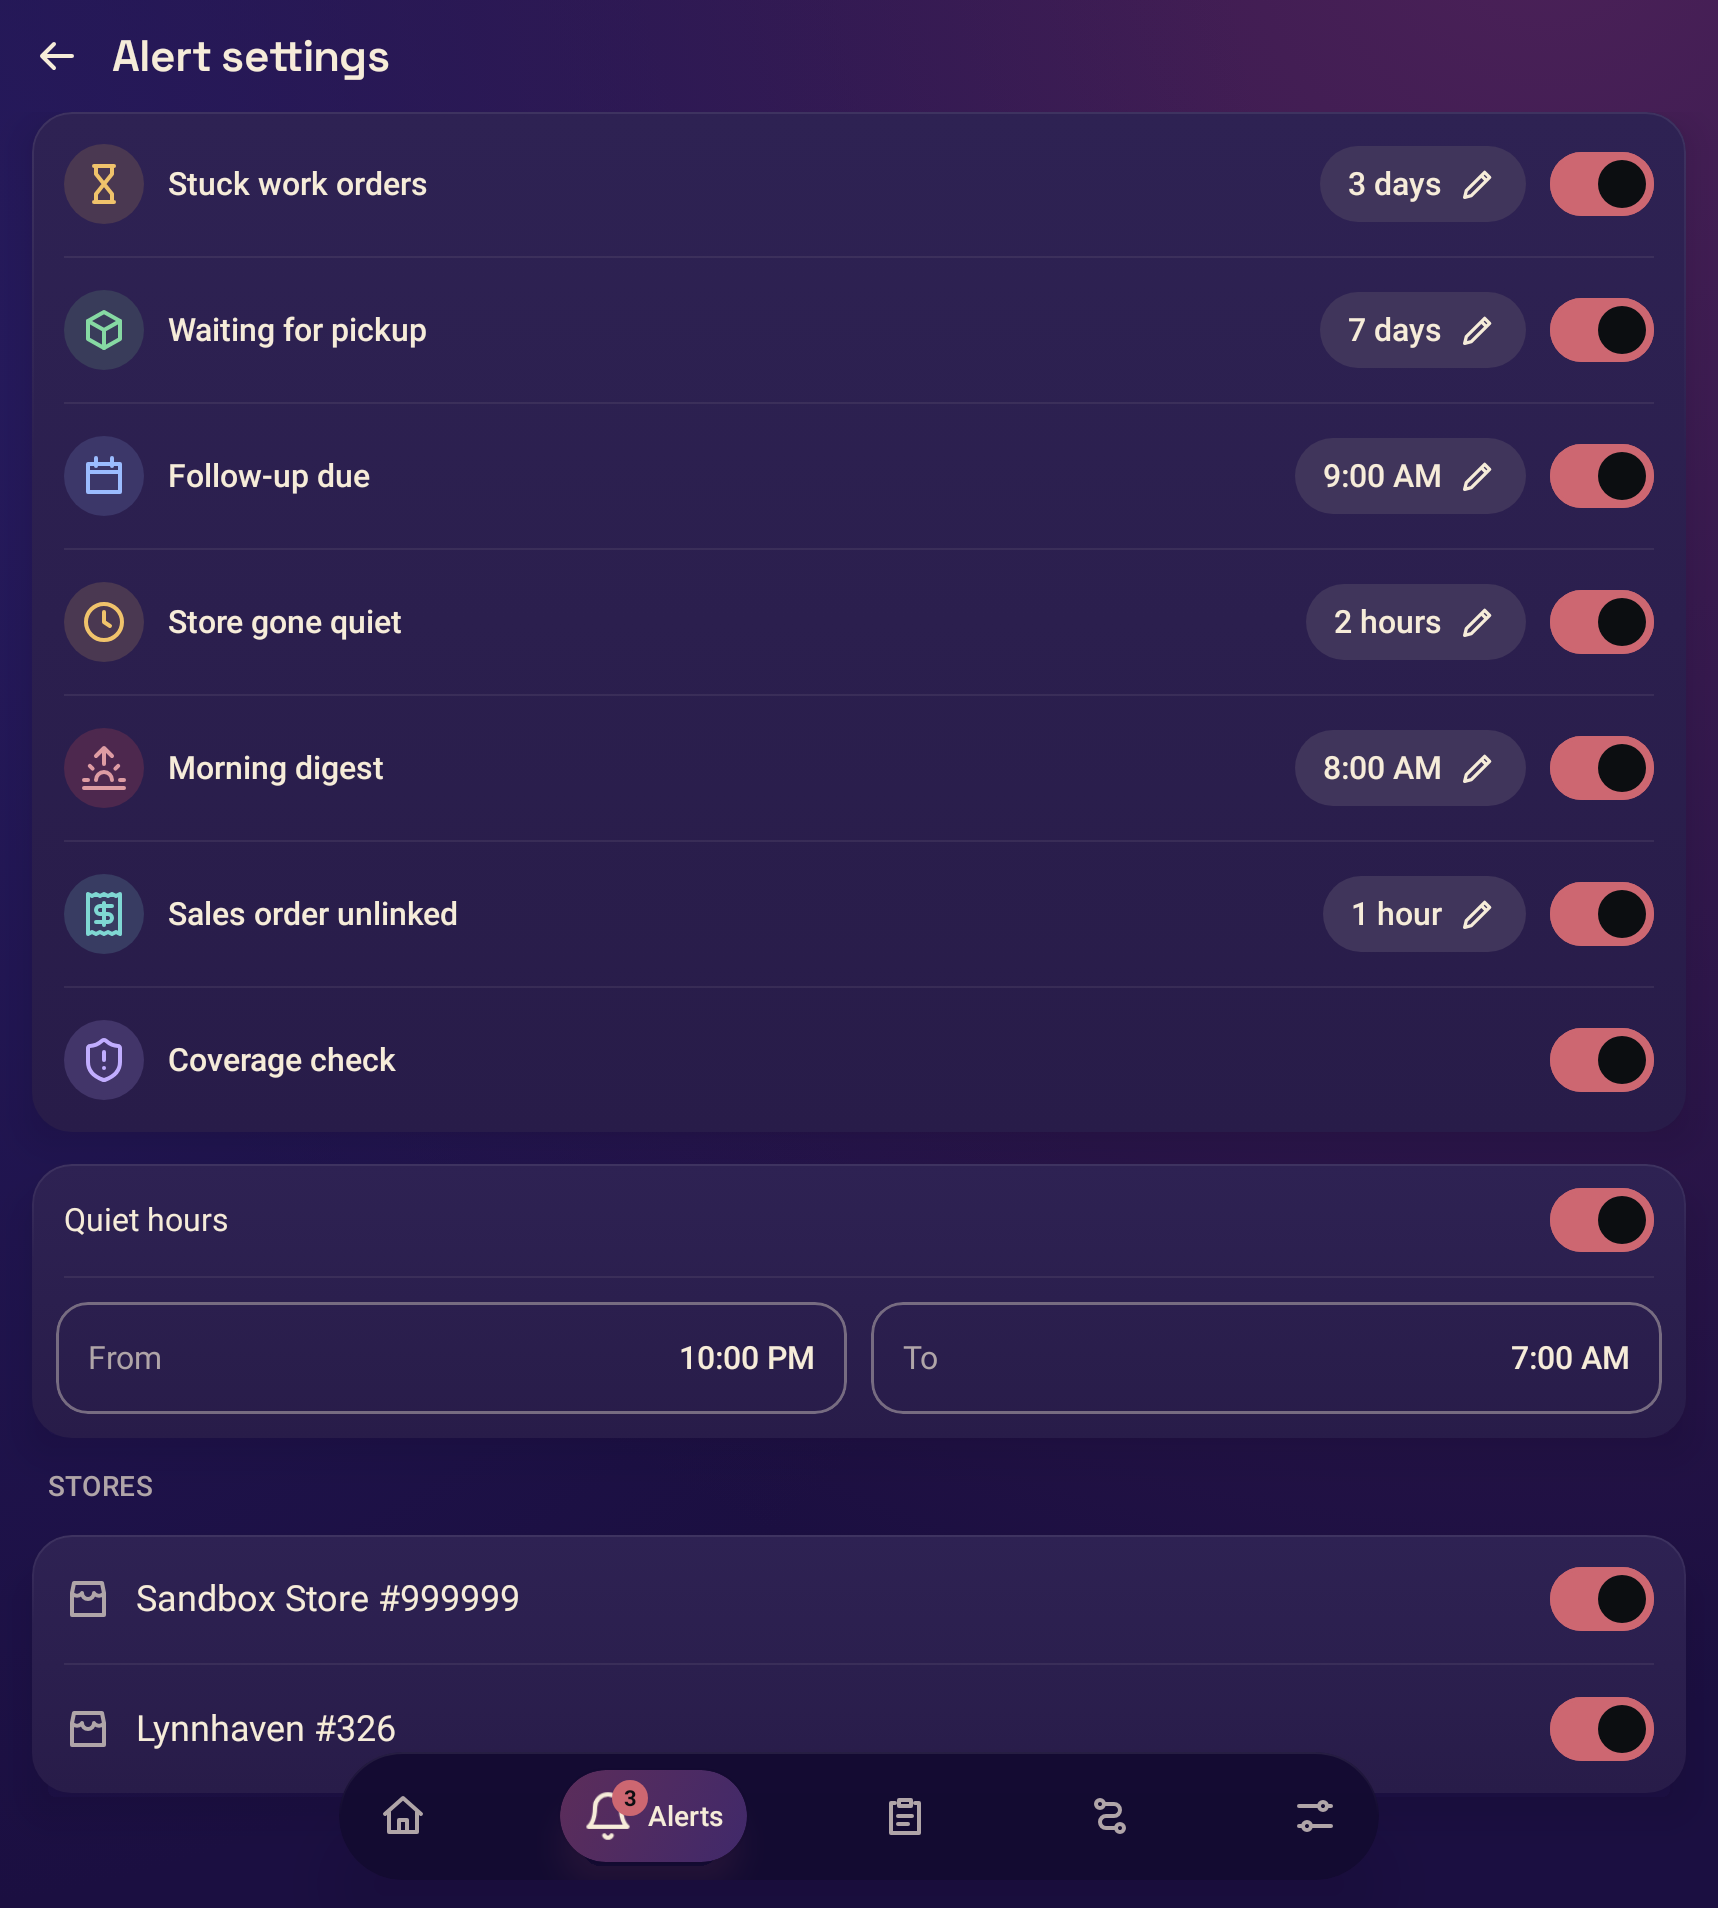 Alert settings
Stuck work orders
3 days
Waiting for pickup
7 days
Follow-up due
9:00 AM
Store gone quiet
2 hours
Morning digest
8:00 AM
Sales order unlinked
1 hour
Coverage check
Quiet hours
From
10:00 PM
To
7:00 AM
STORES
Sandbox Store #999999
Lynnhaven #326
3
Alerts